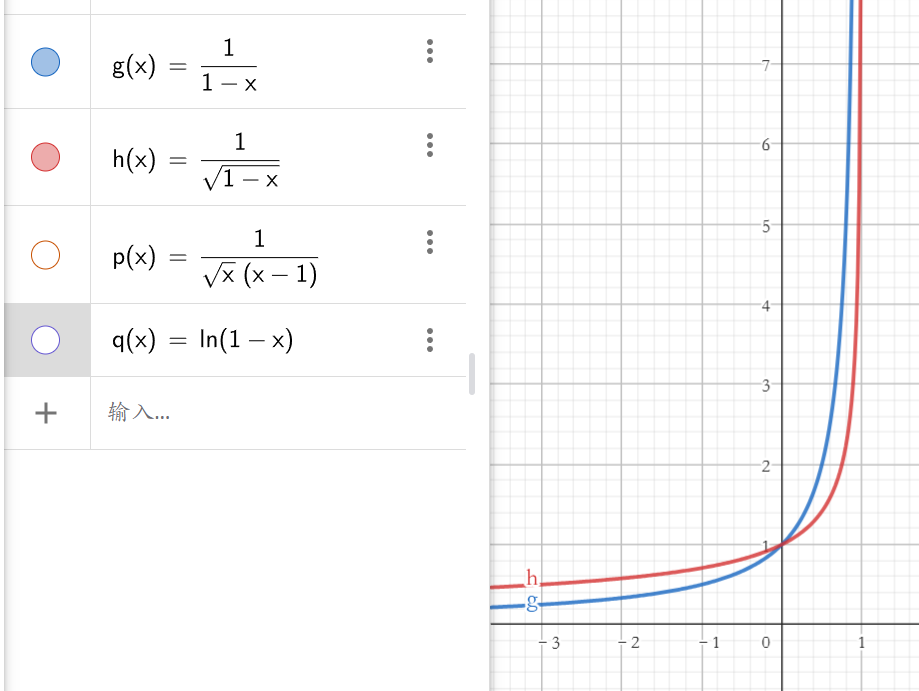 g(x) = 1/(1 − x)
h(x) = 1/√(1 − x)
p(x) = 1/(√x (x − 1))
q(x) = ln(1 − x)
+ 输入...
7
6
5
4
3
2
1
h
g
−3 −2 −1 0 1